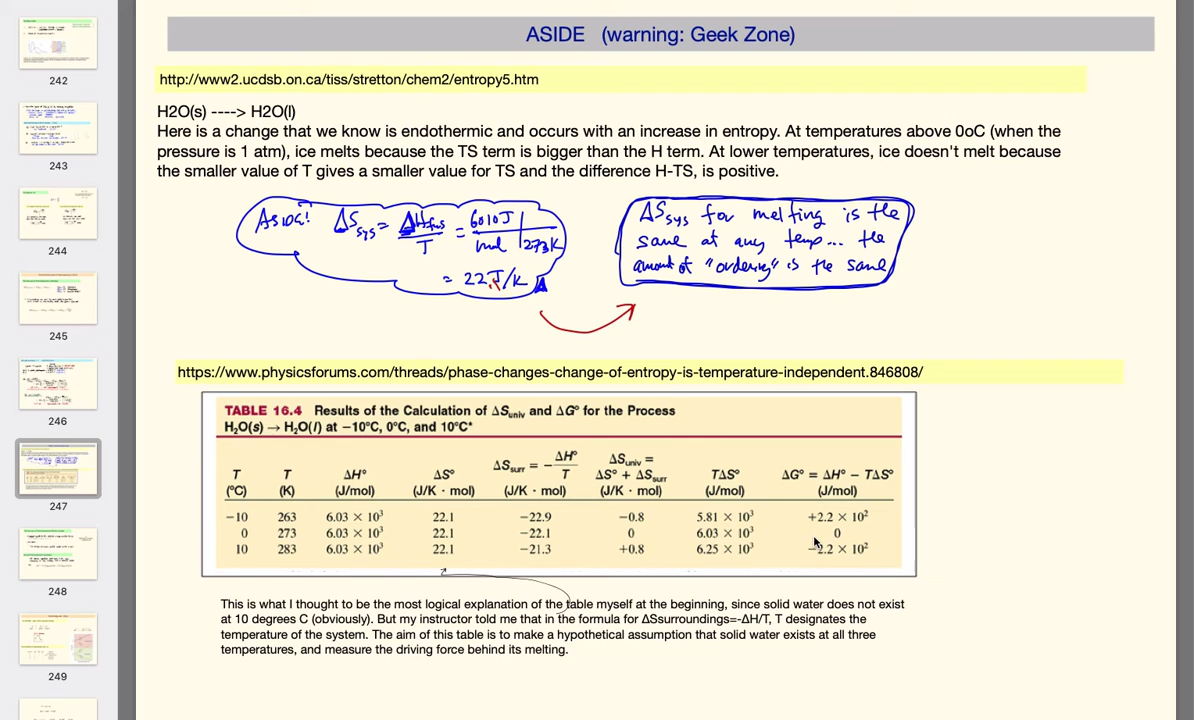 ASIDE (warning: Geek Zone)
http://www2.ucdsb.on.ca/tiss/stretton/chem2/entropy5.htm
H2O(s) ----> H2O(l)
Here is a change that we know is endothermic and occurs with an increase in entropy. At temperatures above 0oC (when the
pressure is 1 atm), ice melts because the TS term is bigger than the H term. At lower temperatures, ice doesn't melt because
the smaller value of T gives a smaller value for TS and the difference H-TS, is positive.
Aside! ΔSsys = ΔHfus/T = 6010J/mol | /273K
= 22 J/K
ΔSsys for melting is the
same at any temp... the
amount of "ordering" is the same
https://www.physicsforums.com/threads/phase-changes-change-of-entropy-is-temperature-independent.846808/
TABLE 16.4 Results of the Calculation of ΔSuniv and ΔG° for the Process
H₂O(s) → H₂O(l) at −10°C, 0°C, and 10°C*
T (°C) T (K) ΔH° (J/mol) ΔS° (J/K · mol) ΔSsurr = −ΔH°/T (J/K · mol) ΔSuniv = ΔS° + ΔSsurr (J/K · mol) TΔS° (J/mol) ΔG° = ΔH° − TΔS° (J/mol)
−10 263 6.03 × 10³ 22.1 −22.9 −0.8 5.81 × 10³ +2.2 × 10²
0 273 6.03 × 10³ 22.1 −22.1 0 6.03 × 10³ 0
10 283 6.03 × 10³ 22.1 −21.3 +0.8 6.25 × 10³ −2.2 × 10²
This is what I thought to be the most logical explanation of the table myself at the beginning, since solid water does not exist
at 10 degrees C (obviously). But my instructor told me that in the formula for ΔSsurroundings=-ΔH/T, T designates the
temperature of the system. The aim of this table is to make a hypothetical assumption that solid water exists at all three
temperatures, and measure the driving force behind its melting.
242
243
244
245
246
247
248
249